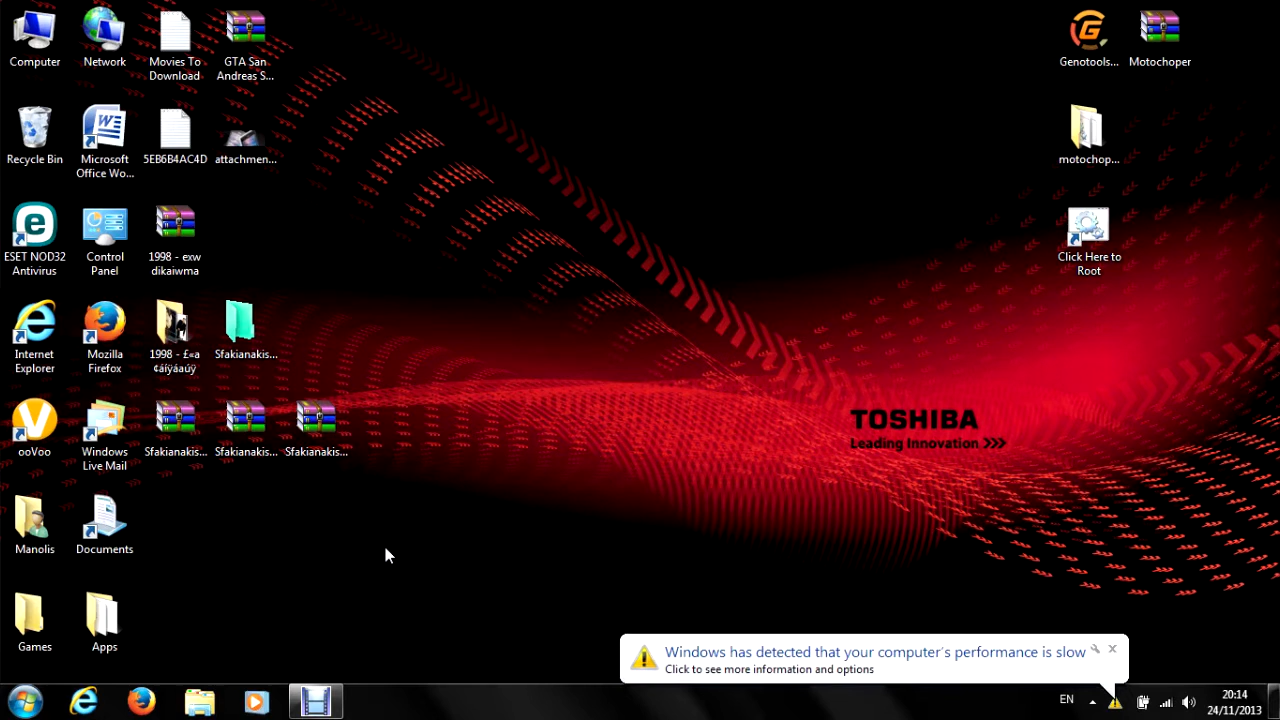 Computer
Network
Movies To
Download
GTA San
Andreas S...
Genotools...
Motochoper
Recycle Bin
Microsoft
Office Wo...
5EB6B4AC4D
attachmen...
motochop...
ESET NOD32
Antivirus
Control
Panel
1998 - exw
dikaiwma
Click Here to
Root
Internet
Explorer
Mozilla
Firefox
1998 - £«a
¢áíÿáaúÿ
Sfakianakis...
ooVoo
Windows
Live Mail
Sfakianakis...
Sfakianakis...
Sfakianakis...
TOSHIBA
Leading Innovation >>>
Manolis
Documents
Games
Apps
Windows has detected that your computer's performance is slow
Click to see more information and options
EN
20:14
24/11/2013